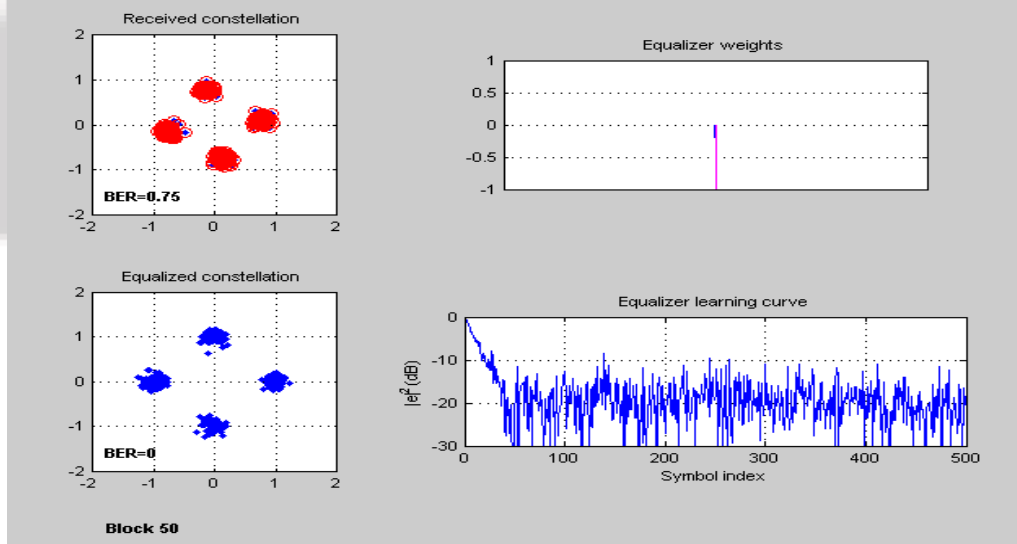 Received constellation
2
1
0
-1
-2
BER=0.75
-2 -1 0 1 2
Equalizer weights
1
0.5
0
-0.5
-1
Equalized constellation
2
1
0
-1
-2
BER=0
-2 -1 0 1 2
Equalizer learning curve
|e|² (dB)
0
-10
-20
-30
0 100 200 300 400 500
Symbol index
Block 50